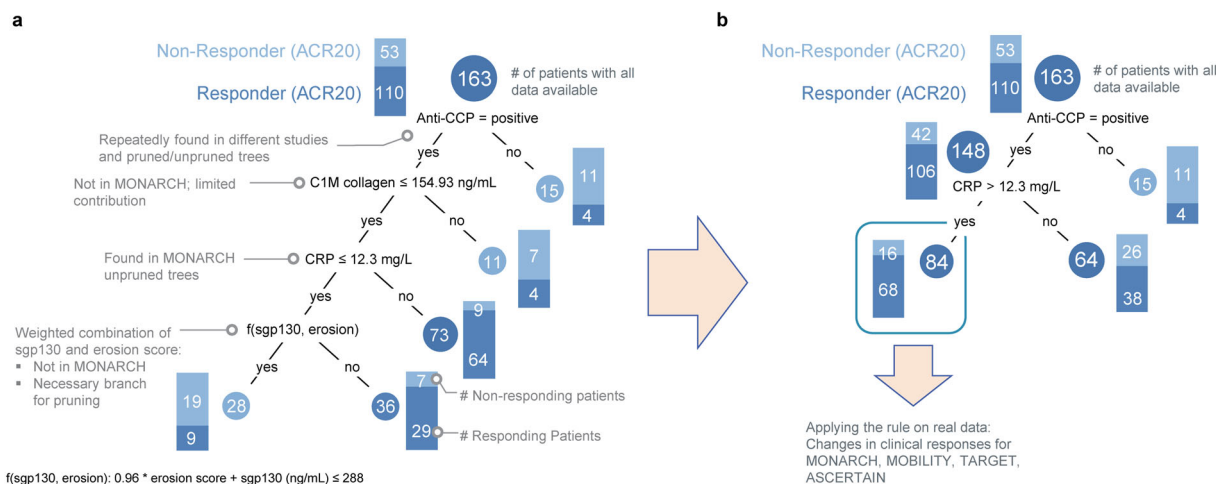 a
Non-Responder (ACR20)
53
Responder (ACR20)
110
163
# of patients with all
data available
Anti-CCP = positive
Repeatedly found in different studies
and pruned/unpruned trees
yes
no
15
11
4
Not in MONARCH; limited
contribution
C1M collagen ≤ 154.93 ng/mL
yes
no
11
7
4
Found in MONARCH
unpruned trees
CRP ≤ 12.3 mg/L
yes
no
73
9
64
Weighted combination of
sgp130 and erosion score:
▪ Not in MONARCH
▪ Necessary branch
for pruning
f(sgp130, erosion)
yes
no
19
9
28
36
7
29
# Non-responding patients
# Responding Patients
f(sgp130, erosion): 0.96 * erosion score + sgp130 (ng/mL) ≤ 288
b
Non-Responder (ACR20)
53
Responder (ACR20)
110
163
# of patients with all
data available
Anti-CCP = positive
42
106
148
yes
no
15
11
4
CRP > 12.3 mg/L
yes
no
16
68
84
64
26
38
Applying the rule on real data:
Changes in clinical responses for
MONARCH, MOBILITY, TARGET,
ASCERTAIN